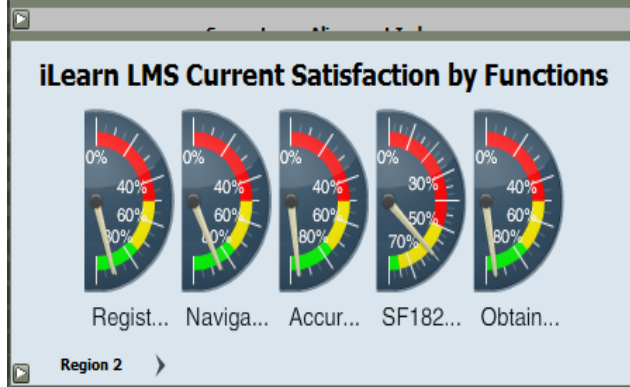 iLearn LMS Current Satisfaction by Functions
0% 0% 0% 0% 0%
40% 40% 40% 30% 40%
60% 60% 60% 50% 60%
80% 80% 80% 70% 80%
Regist... Naviga... Accur... SF182... Obtain...
Region 2